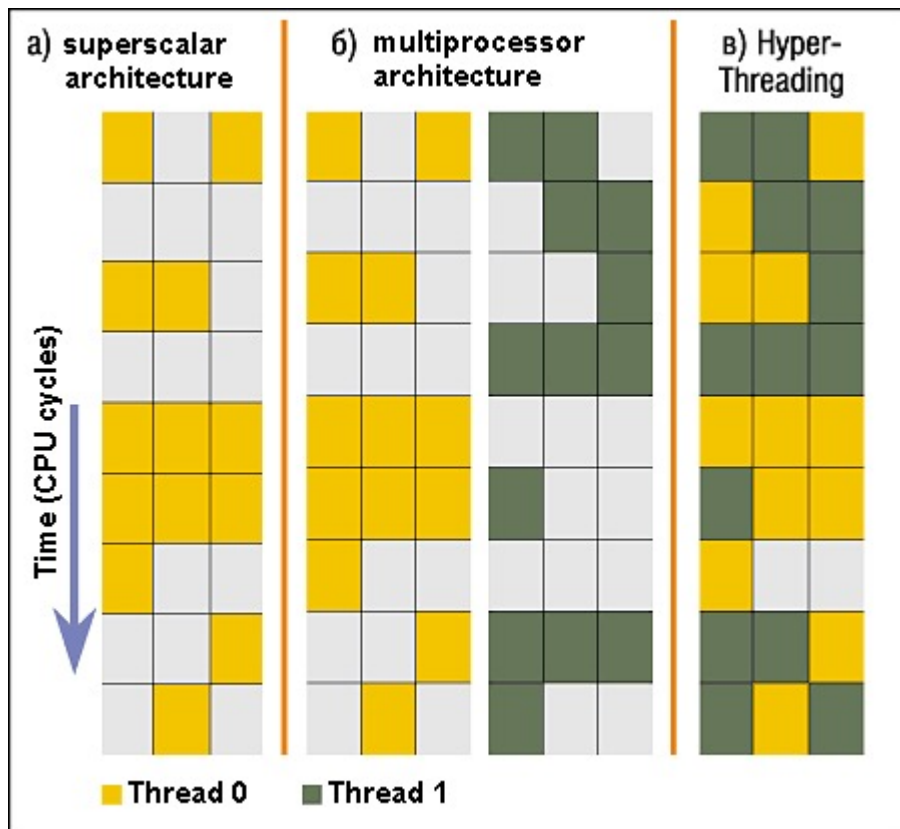 а) superscalar
architecture
б) multiprocessor
architecture
в) Hyper-
Threading
Time (CPU cycles)
Thread 0
Thread 1